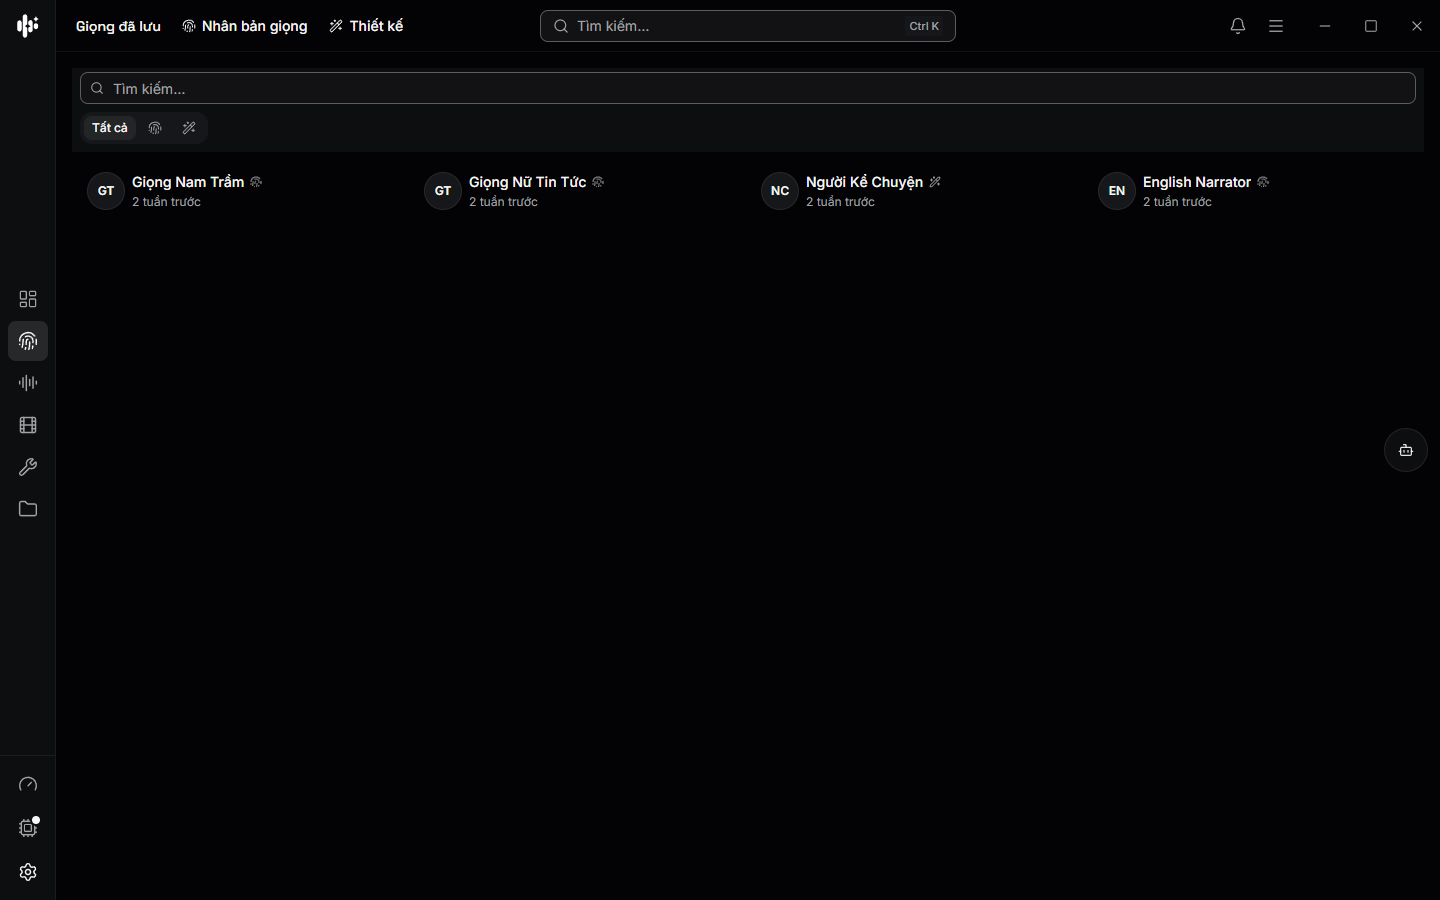 Giọng đã lưu
Nhân bản giọng
Thiết kế
Tìm kiếm...
Ctrl K
Tìm kiếm...
Tất cả
GT
Giọng Nam Trầm
2 tuần trước
GT
Giọng Nữ Tin Tức
2 tuần trước
NC
Người Kể Chuyện
2 tuần trước
EN
English Narrator
2 tuần trước